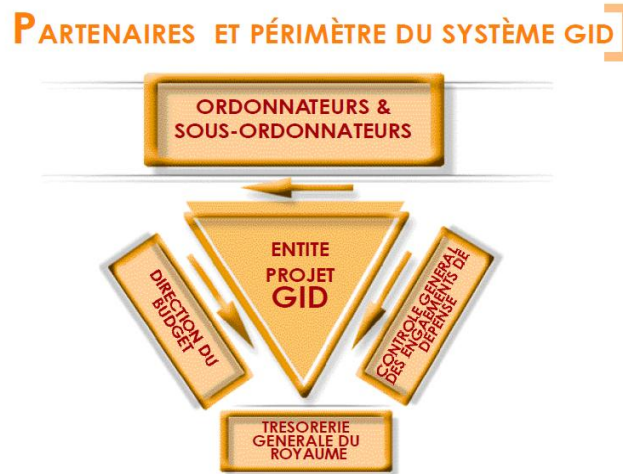 PARTENAIRES ET PÉRIMÈTRE DU SYSTÈME GID
ORDONNATEURS &
SOUS-ORDONNATEURS
ENTITE
PROJET
GID
DIRECTION DU
BUDGET
CONTROLE GENERAL
DES ENGAEMENTS DE
DEPENSE
TRESORERIE
GENERALE DU
ROYAUME